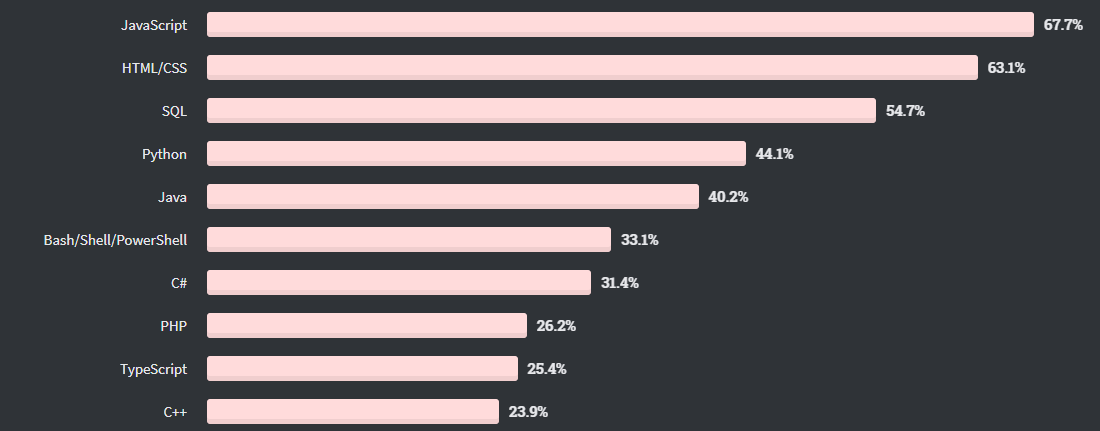 JavaScript 67.7%
HTML/CSS 63.1%
SQL 54.7%
Python 44.1%
Java 40.2%
Bash/Shell/PowerShell 33.1%
C# 31.4%
PHP 26.2%
TypeScript 25.4%
C++ 23.9%